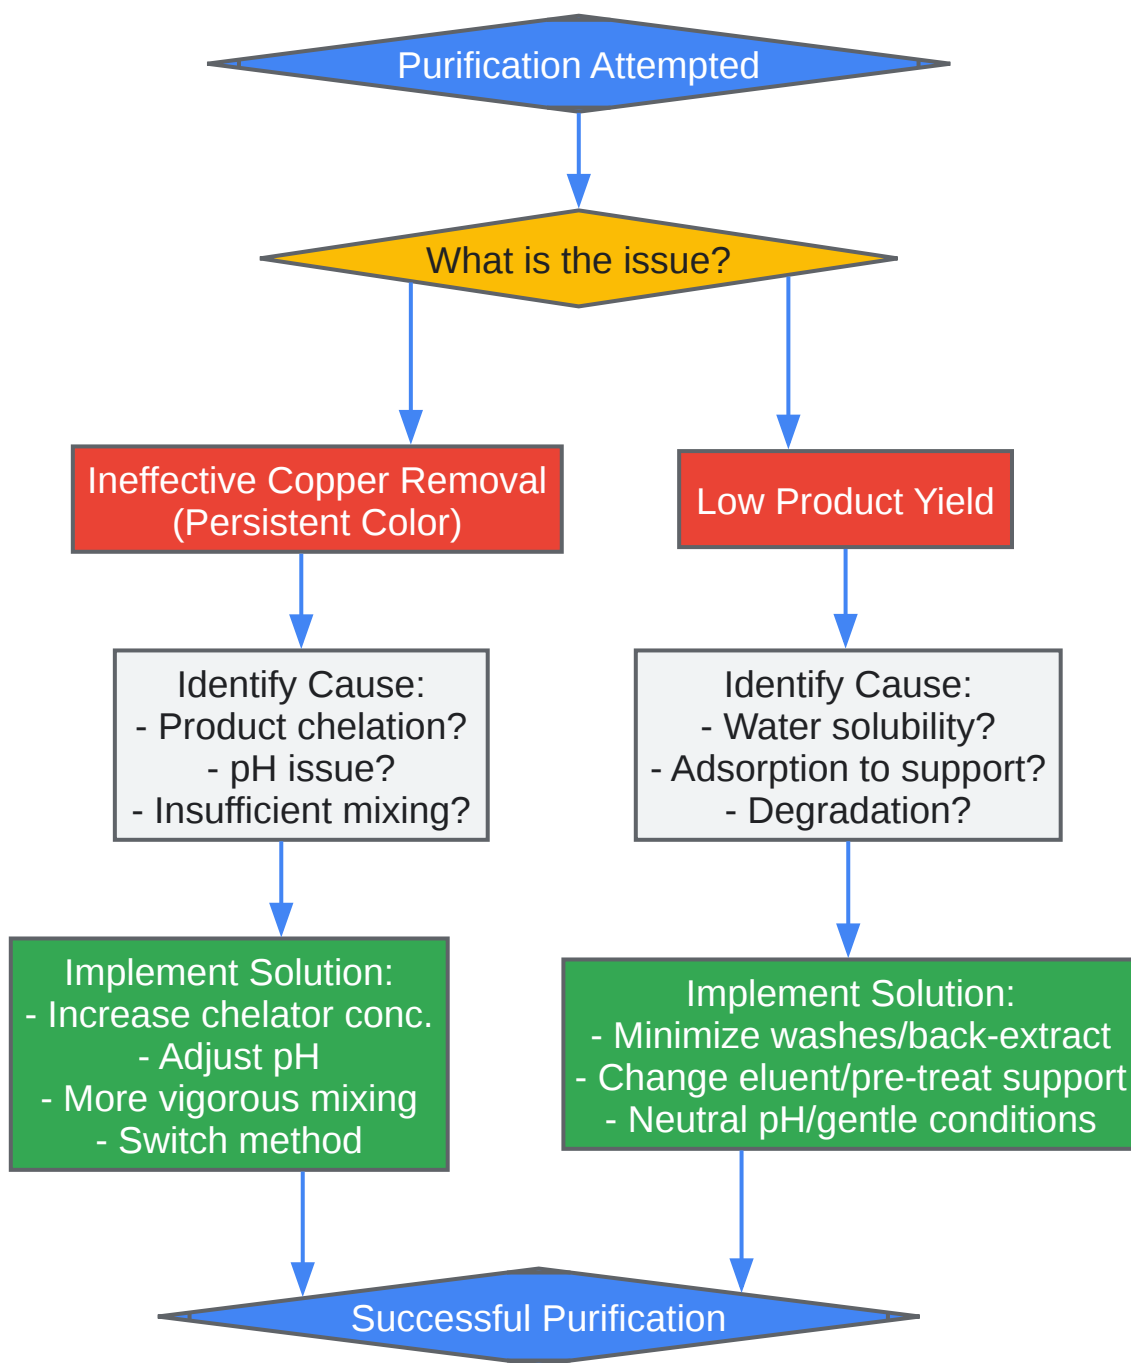 Purification Attempted
What is the issue?
Ineffective Copper Removal
(Persistent Color)
Low Product Yield
Identify Cause:
- Product chelation?
- pH issue?
- Insufficient mixing?
Identify Cause:
- Water solubility?
- Adsorption to support?
- Degradation?
Implement Solution:
- Increase chelator conc.
- Adjust pH
- More vigorous mixing
- Switch method
Implement Solution:
- Minimize washes/back-extract
- Change eluent/pre-treat support
- Neutral pH/gentle conditions
Successful Purification